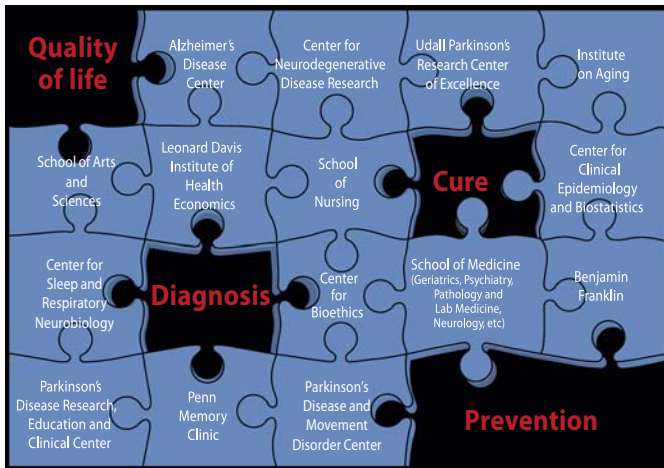 Quality
of life
Alzheimer's
Disease
Center
Center for
Neurodegenerative
Disease Research
Udall Parkinson's
Research Center
of Excellence
Institute
on Aging
School of Arts
and
Sciences
Leonard Davis
Institute of
Health
Economics
School
of
Nursing
Cure
Center for
Clinical
Epidemiology
and Biostatistics
Center for
Sleep and
Respiratory
Neurobiology
Diagnosis
Center
for
Bioethics
School of Medicine
(Geriatrics, Psychiatry,
Pathology and
Lab Medicine,
Neurology, etc)
Benjamin
Franklin
Parkinson's
Disease Research,
Education and
Clinical Center
Penn
Memory
Clinic
Parkinson's
Disease and
Movement
Disorder Center
Prevention